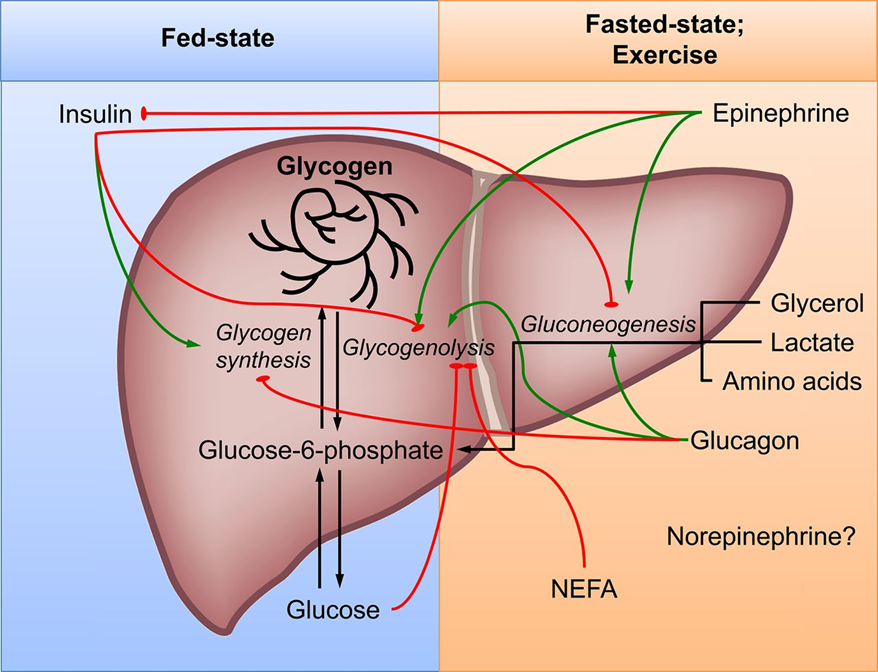 Fed-state
Fasted-state;
Exercise
Insulin
Epinephrine
Glycogen
Glycogen
synthesis
Glycogenolysis
Gluconeogenesis
Glycerol
Lactate
Amino acids
Glucose-6-phosphate
Glucagon
Norepinephrine?
NEFA
Glucose